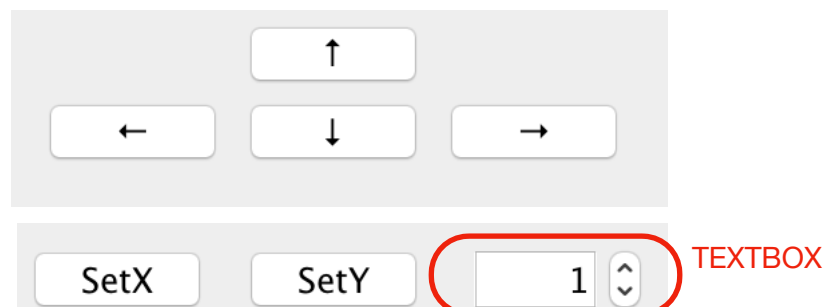 ↑
← ↓ →
SetX SetY 1 TEXTBOX